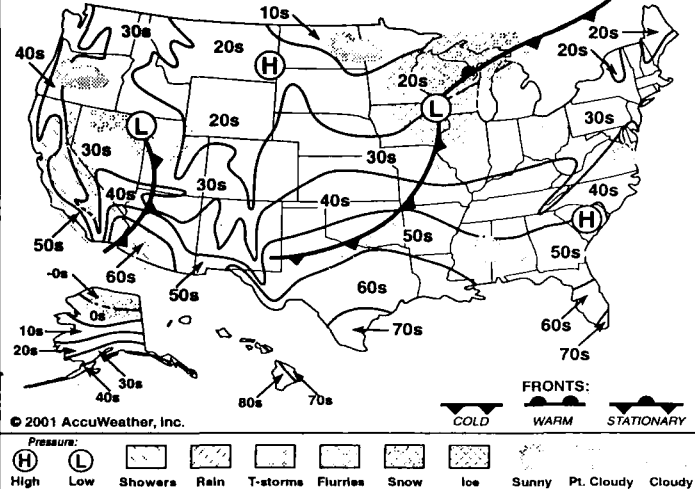 10s
30s
20s
H
20s
20s
40s
20s
L
L
20s
30s
30s
30s
30s
40s
40s
40s
H
50s
50s
50s
60s
50s
60s
60s
70s
70s
-0s
0s
10s
20s
30s
40s
80s
70s
FRONTS:
COLD WARM STATIONARY
© 2001 AccuWeather, Inc.
Pressure:
H L
High Low Showers Rain T-storms Flurries Snow Ice Sunny Pt. Cloudy Cloudy